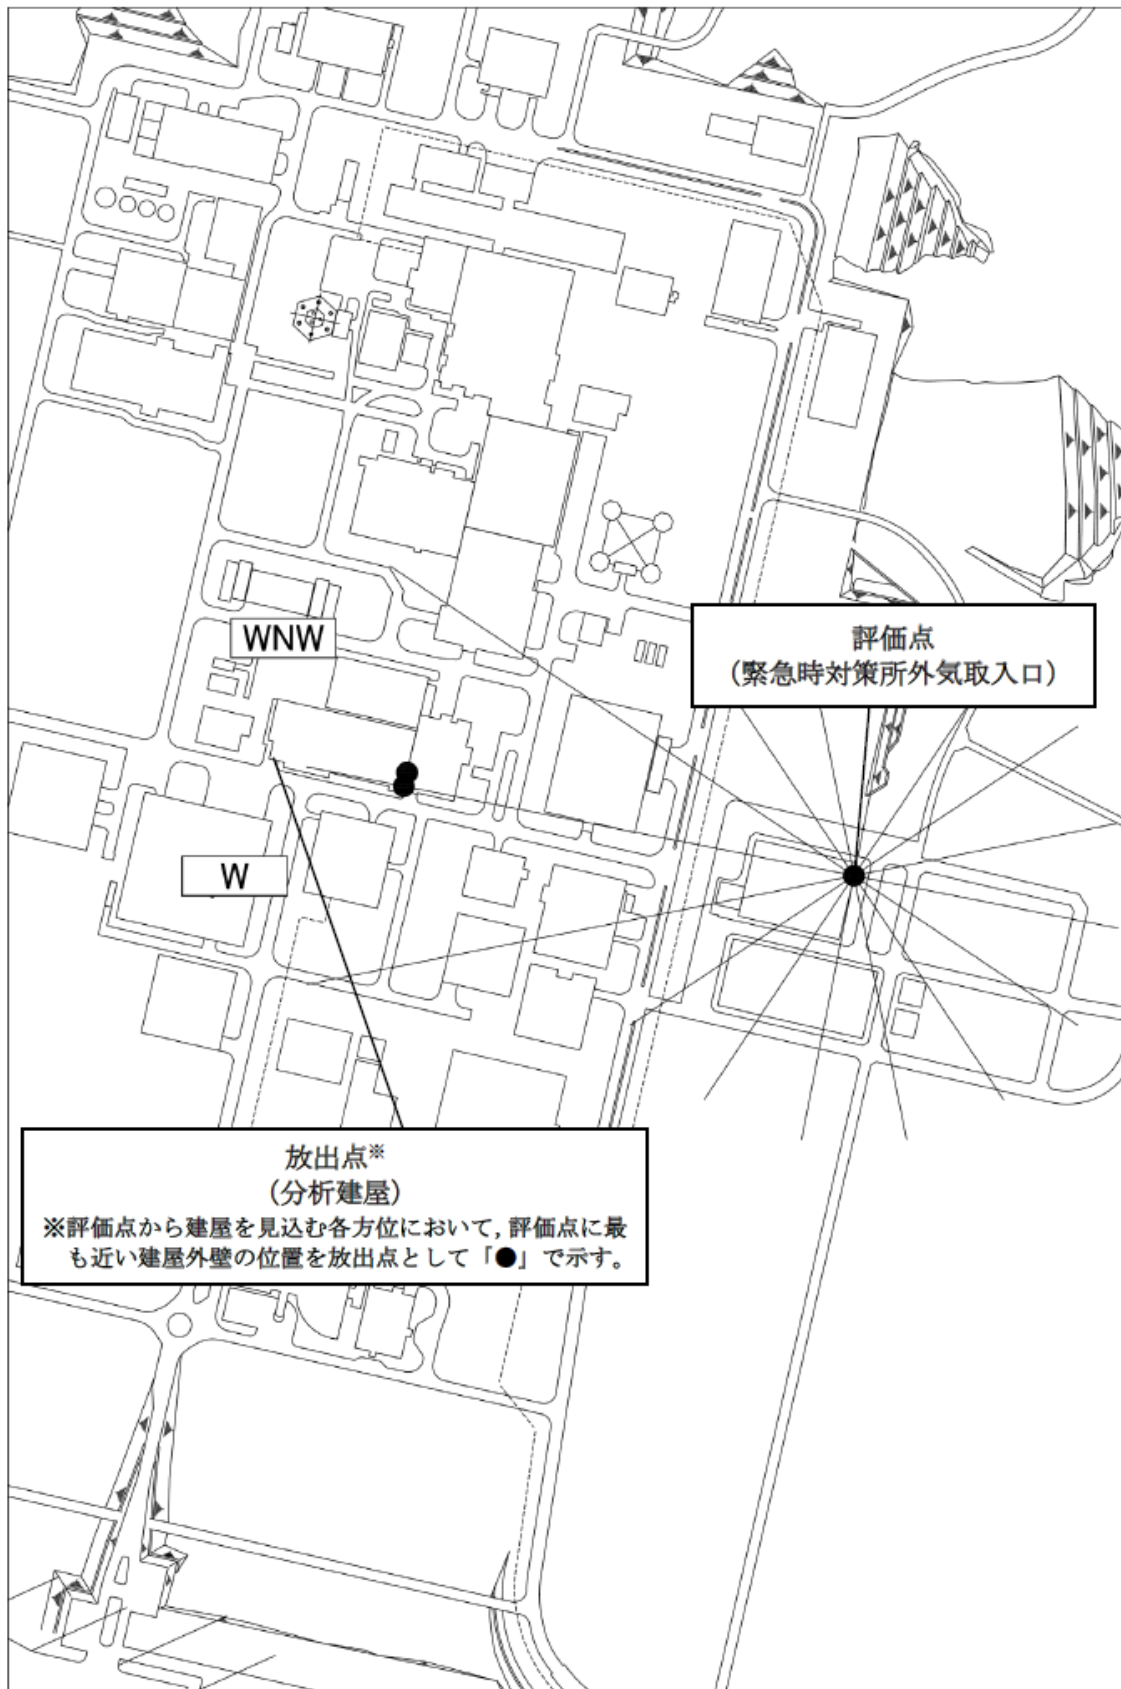 WNW
評価点
（緊急時対策所外気取入口）
W
放出点※
（分析建屋）
※評価点から建屋を見込む各方位において, 評価点に最
も近い建屋外壁の位置を放出点として「●」で示す。